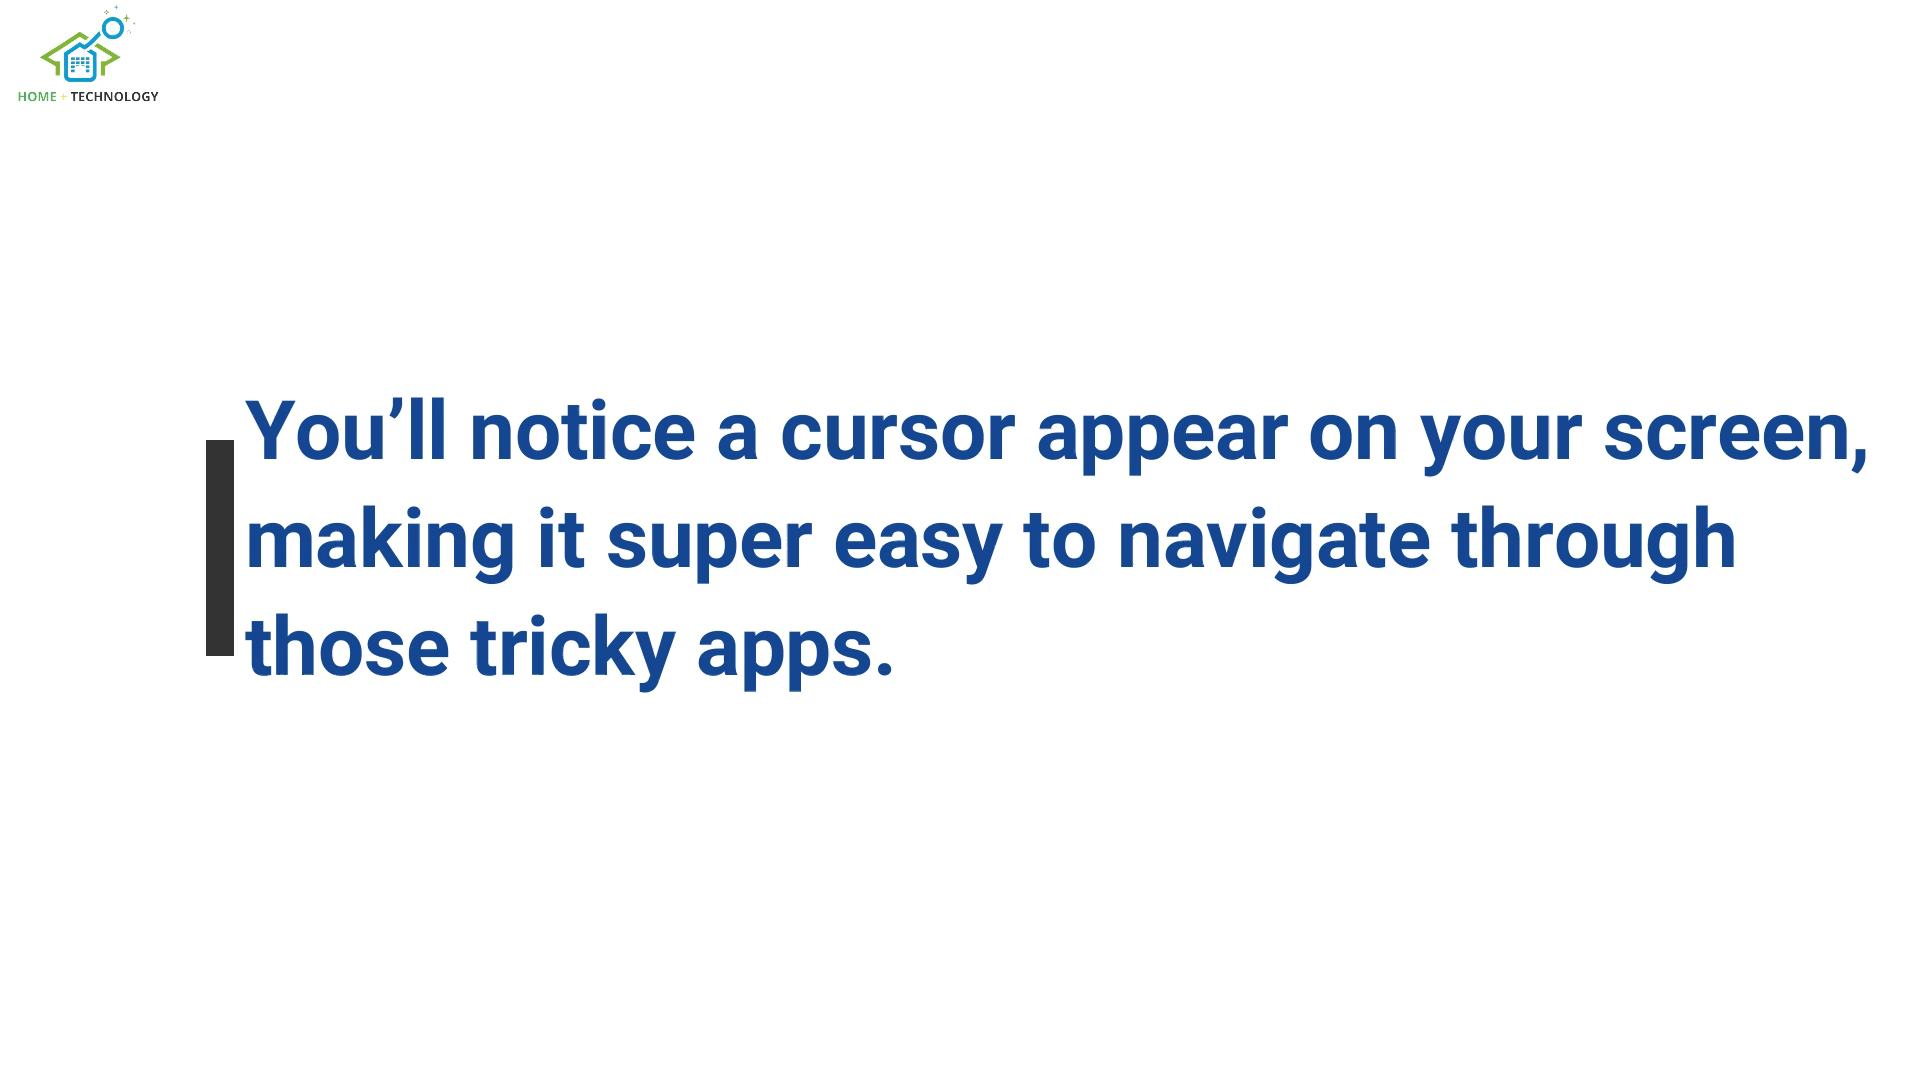 HOME + TECHNOLOGY
You’ll notice a cursor appear on your screen,
making it super easy to navigate through
those tricky apps.